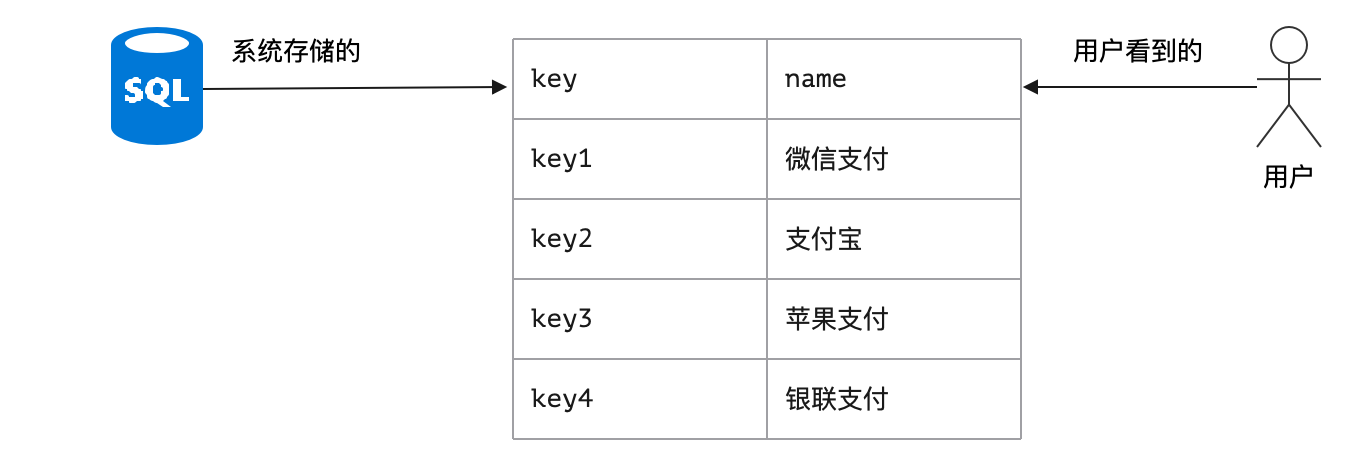 SQL
系统存储的
用户看到的
用户
key name
key1 微信支付
key2 支付宝
key3 苹果支付
key4 银联支付